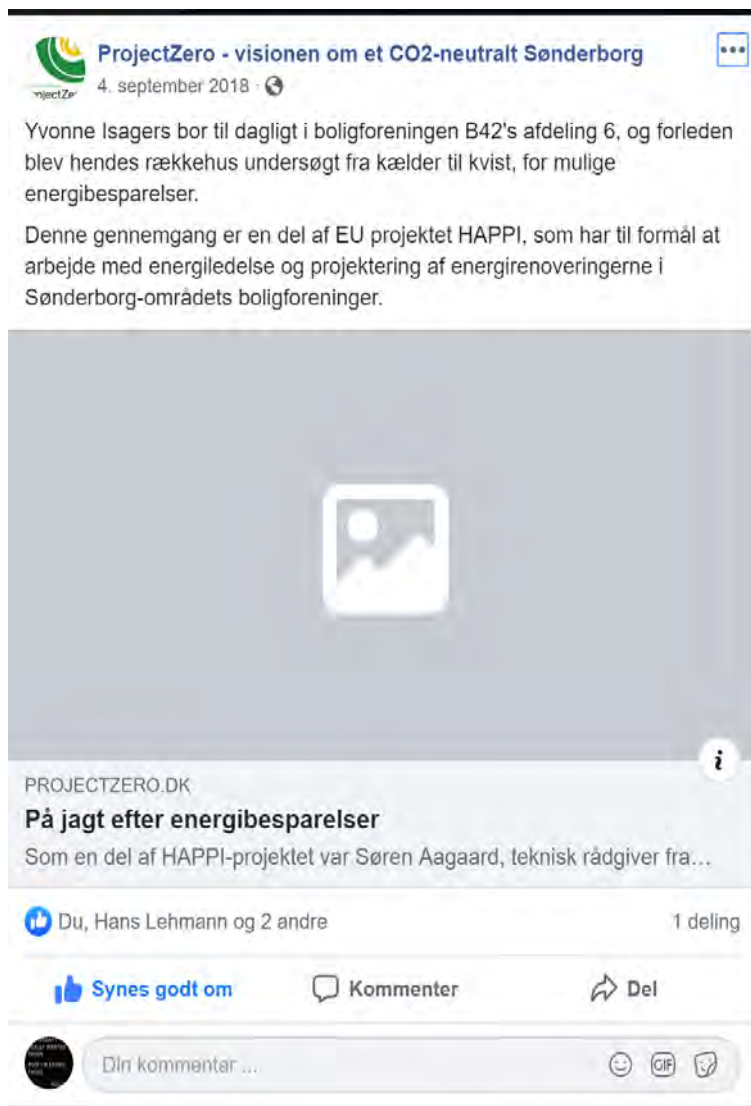 ProjectZero - visionen om et CO2-neutralt Sønderborg
4. september 2018 ·
Yvonne Isagers bor til dagligt i boligforeningen B42's afdeling 6, og forleden
blev hendes rækkehus undersøgt fra kælder til kvist, for mulige
energibesparelser.
Denne gennemgang er en del af EU projektet HAPPI, som har til formål at
arbejde med energiledelse og projektering af energirenoveringerne i
Sønderborg-områdets boligforeninger.
i
PROJECTZERO.DK
På jagt efter energibesparelser
Som en del af HAPPI-projektet var Søren Aagaard, teknisk rådgiver fra...
Du, Hans Lehmann og 2 andre 1 deling
Synes godt om Kommenter Del
Din kommentar ... GIF